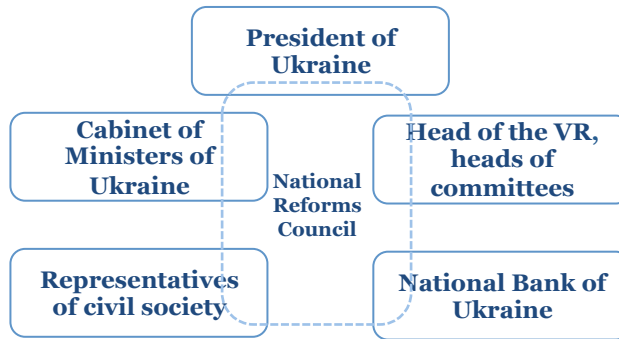 President of
Ukraine
Cabinet of
Ministers of
Ukraine
Head of the VR,
heads of
committees
National
Reforms
Council
Representatives
of civil society
National Bank of
Ukraine